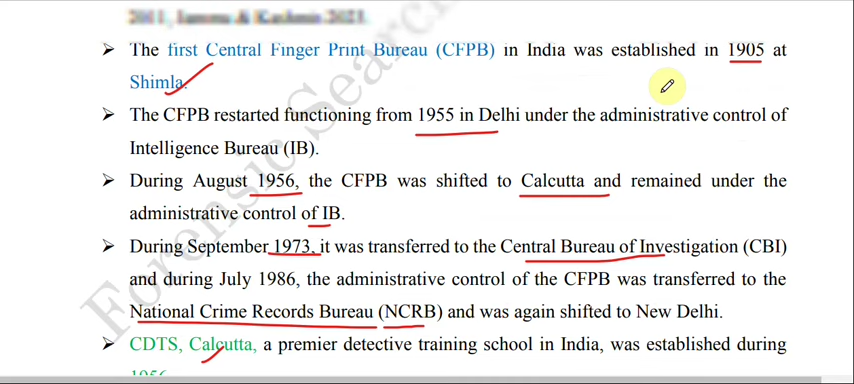 ➢ The first Central Finger Print Bureau (CFPB) in India was established in 1905 at
Shimla.
➢ The CFPB restarted functioning from 1955 in Delhi under the administrative control of
Intelligence Bureau (IB).
➢ During August 1956, the CFPB was shifted to Calcutta and remained under the
administrative control of IB.
➢ During September 1973, it was transferred to the Central Bureau of Investigation (CBI)
and during July 1986, the administrative control of the CFPB was transferred to the
National Crime Records Bureau (NCRB) and was again shifted to New Delhi.
➢ CDTS, Calcutta, a premier detective training school in India, was established during
1956